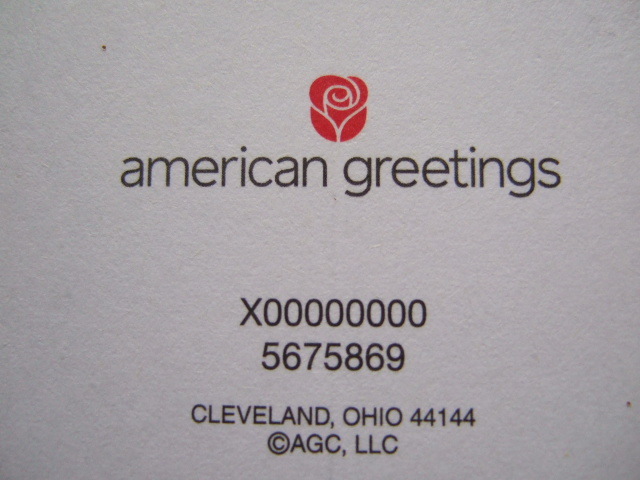 american greetings
X00000000
5675869
CLEVELAND, OHIO 44144
©AGC, LLC